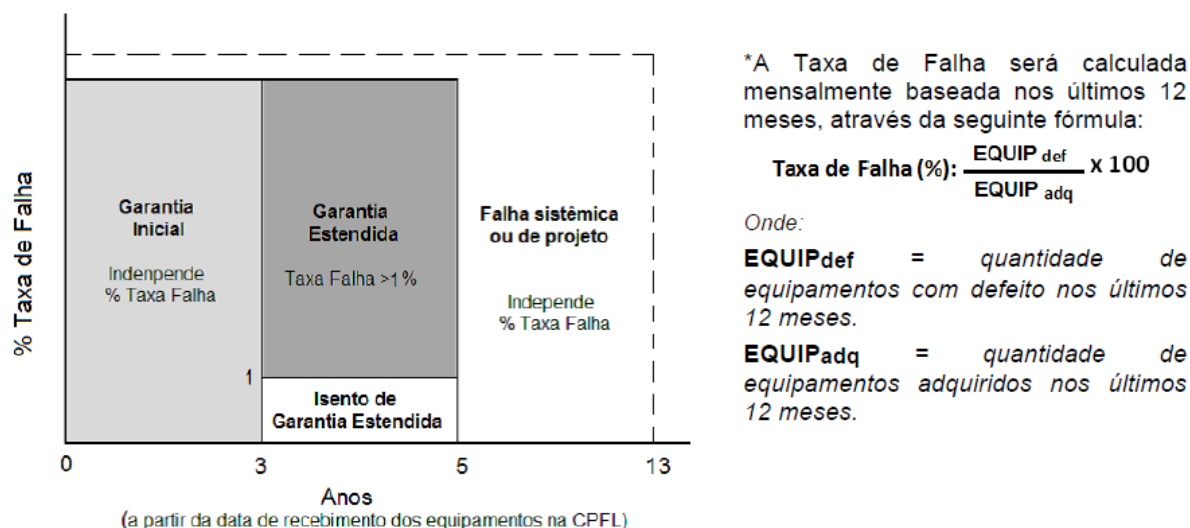 % Taxa de Falha
Garantia
Inicial
Indenpende
% Taxa Falha
Garantia
Estendida
Taxa Falha >1%
Falha sistêmica
ou de projeto
Independe
% Taxa Falha
1
Isento de
Garantia Estendida
0 3 5 13
Anos
(a partir da data de recebimento dos equipamentos na CPFL)
*A Taxa de Falha será calculada
mensalmente baseada nos últimos 12
meses, através da seguinte fórmula:
Taxa de Falha (%): EQUIP def x 100
EQUIP adq
Onde:
EQUIPdef = quantidade de
equipamentos com defeito nos últimos
12 meses.
EQUIPadq = quantidade de
equipamentos adquiridos nos últimos
12 meses.